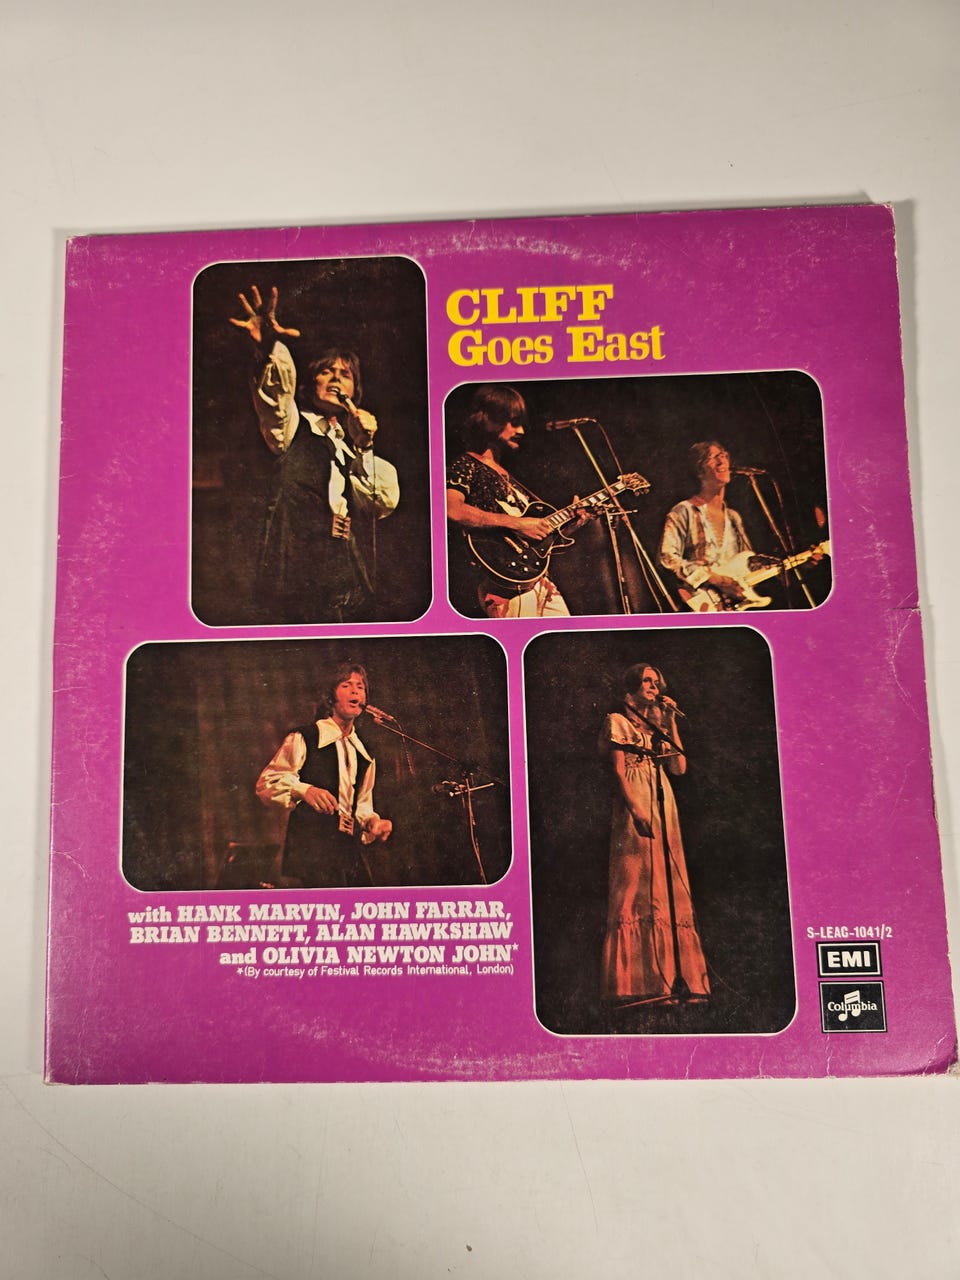 CLIFF
Goes East
with HANK MARVIN, JOHN FARRAR,
BRIAN BENNETT, ALAN HAWKSHAW
and OLIVIA NEWTON JOHN*
*(By courtesy of Festival Records International, London)
S-LEAG-1041/2
EMI
Columbia